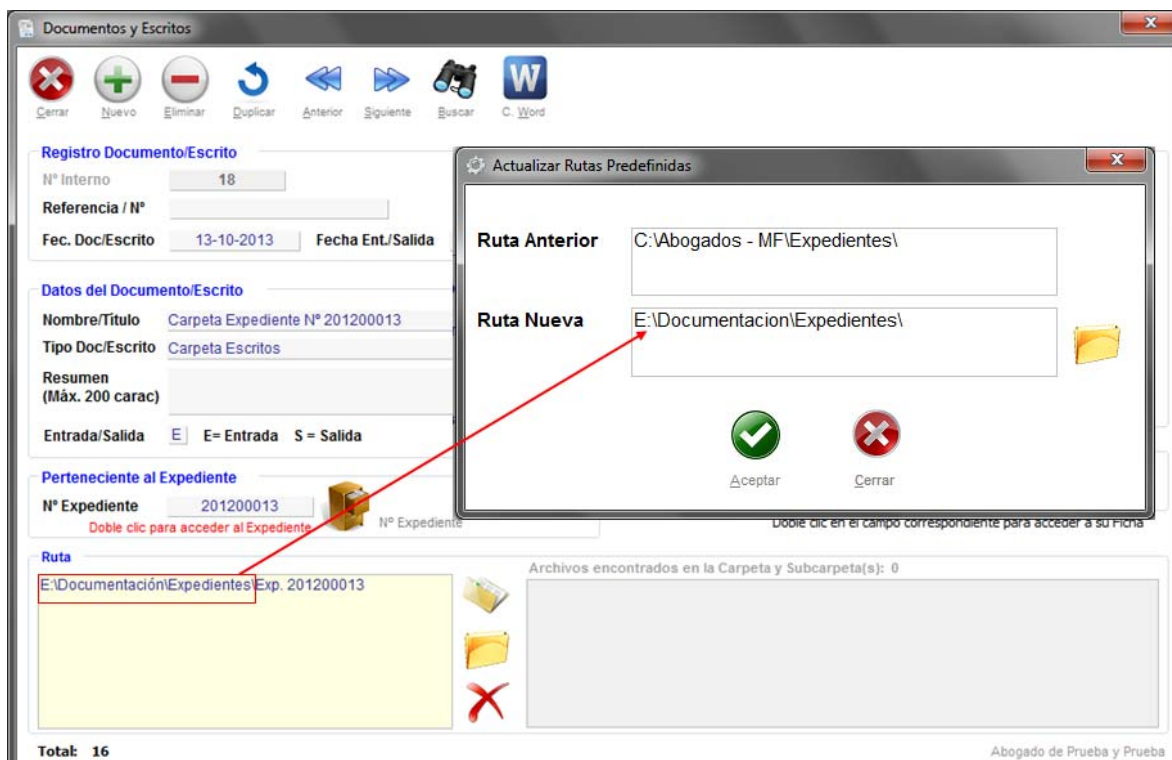 Documentos y Escritos
Cerrar Nuevo Eliminar Duplicar Anterior Siguiente Buscar C. Word
Registro Documento/Escrito
Nº Interno 18
Referencia / Nº
Fec. Doc/Escrito 13-10-2013 Fecha Ent./Salida
Datos del Documento/Escrito
Nombre/Título Carpeta Expediente Nº 201200013
Tipo Doc/Escrito Carpeta Escritos
Resumen
(Máx. 200 carac)
Entrada/Salida E E= Entrada S = Salida
Perteneciente al Expediente
Nº Expediente 201200013
Doble clic para acceder al Expediente
Nº Expediente
Actualizar Rutas Predefinidas
Ruta Anterior C:\Abogados - MF\Expedientes\
Ruta Nueva E:\Documentacion\Expedientes\
Aceptar Cerrar
Doble clic en el campo correspondiente para acceder a su Ficha
Ruta
E:\Documentación\Expedientes\Exp. 201200013
Archivos encontrados en la Carpeta y Subcarpeta(s): 0
Total: 16
Abogado de Prueba y Prueba